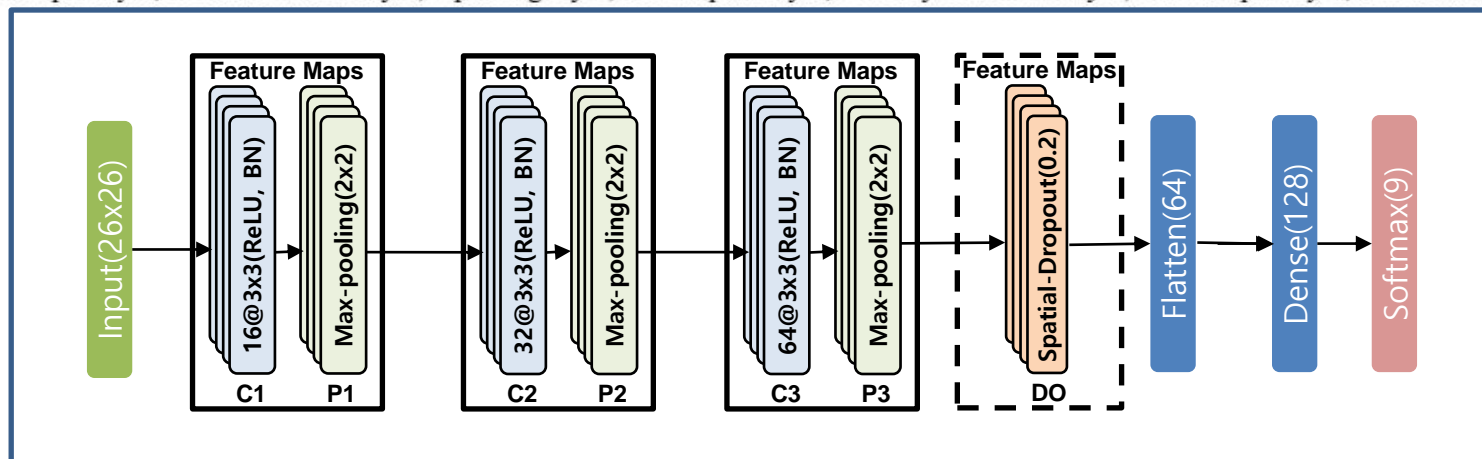 Input(26x26)
Feature Maps
16@3x3(ReLU, BN)
Max-pooling(2x2)
C1
P1
Feature Maps
32@3x3(ReLU, BN)
Max-pooling(2x2)
C2
P2
Feature Maps
64@3x3(ReLU, BN)
Max-pooling(2x2)
C3
P3
Feature Maps
Spatial-Dropout(0.2)
DO
Flatten(64)
Dense(128)
Softmax(9)